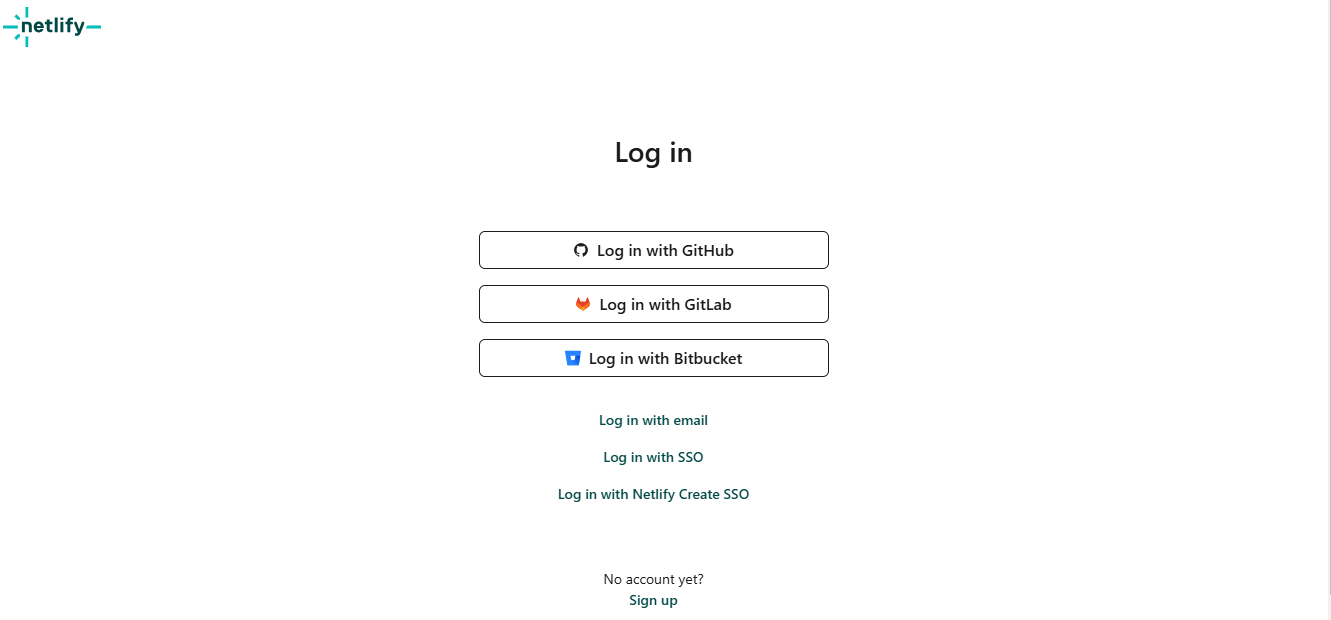 netlify
Log in
Log in with GitHub
Log in with GitLab
Log in with Bitbucket
Log in with email
Log in with SSO
Log in with Netlify Create SSO
No account yet?
Sign up